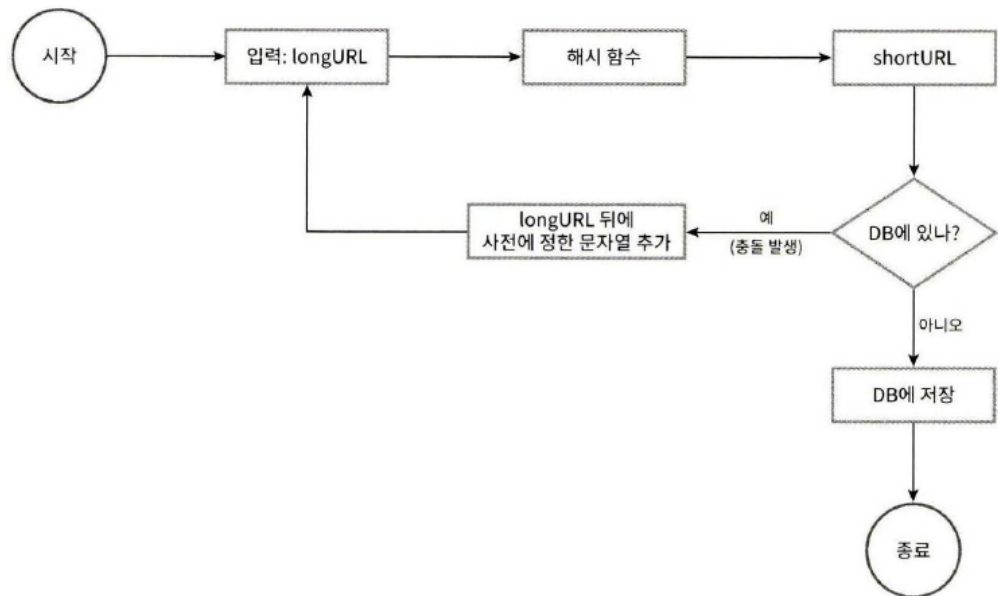 시작
입력: longURL
해시 함수
shortURL
longURL 뒤에
사전에 정한 문자열 추가
예
(충돌 발생)
DB에 있나?
아니오
DB에 저장
종료